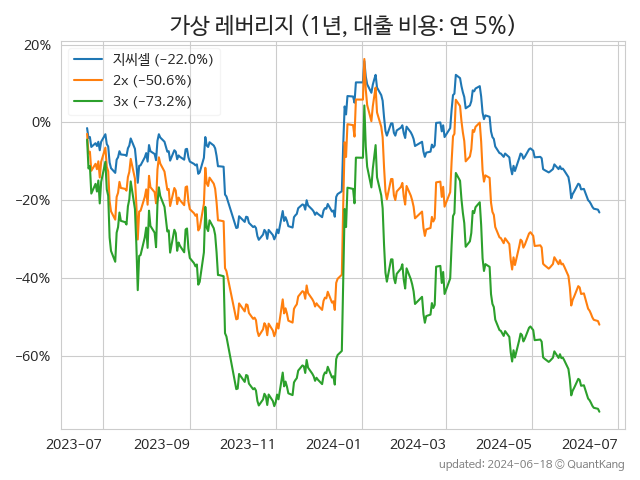 가상 레버리지 (1년, 대출 비용: 연 5%)
지씨셀 (−22.0%)
2x (−50.6%)
3x (−73.2%)
20%
0%
−20%
−40%
−60%
2023−07 2023−09 2023−11 2024−01 2024−03 2024−05 2024−07
updated: 2024-06-18 © QuantKang